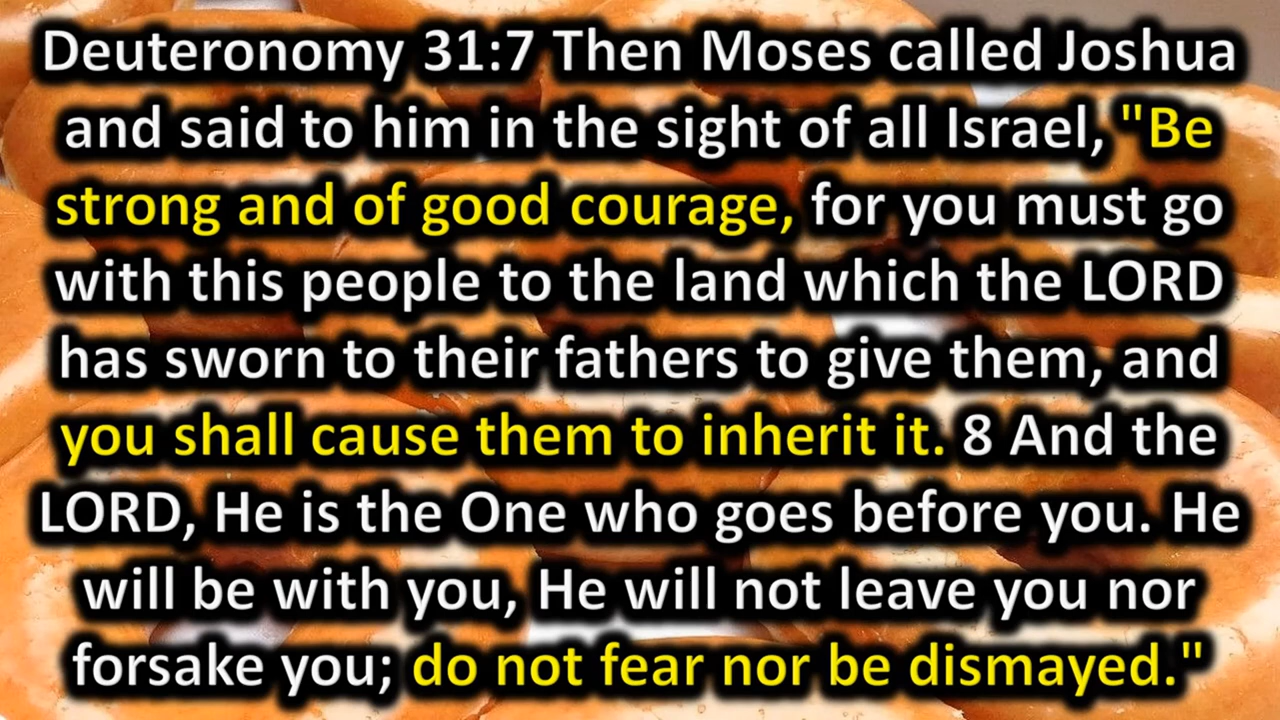 Deuteronomy 31:7 Then Moses called Joshua
and said to him in the sight of all Israel, "Be
strong and of good courage, for you must go
with this people to the land which the LORD
has sworn to their fathers to give them, and
you shall cause them to inherit it. 8 And the
LORD, He is the One who goes before you. He
will be with you, He will not leave you nor
forsake you; do not fear nor be dismayed."